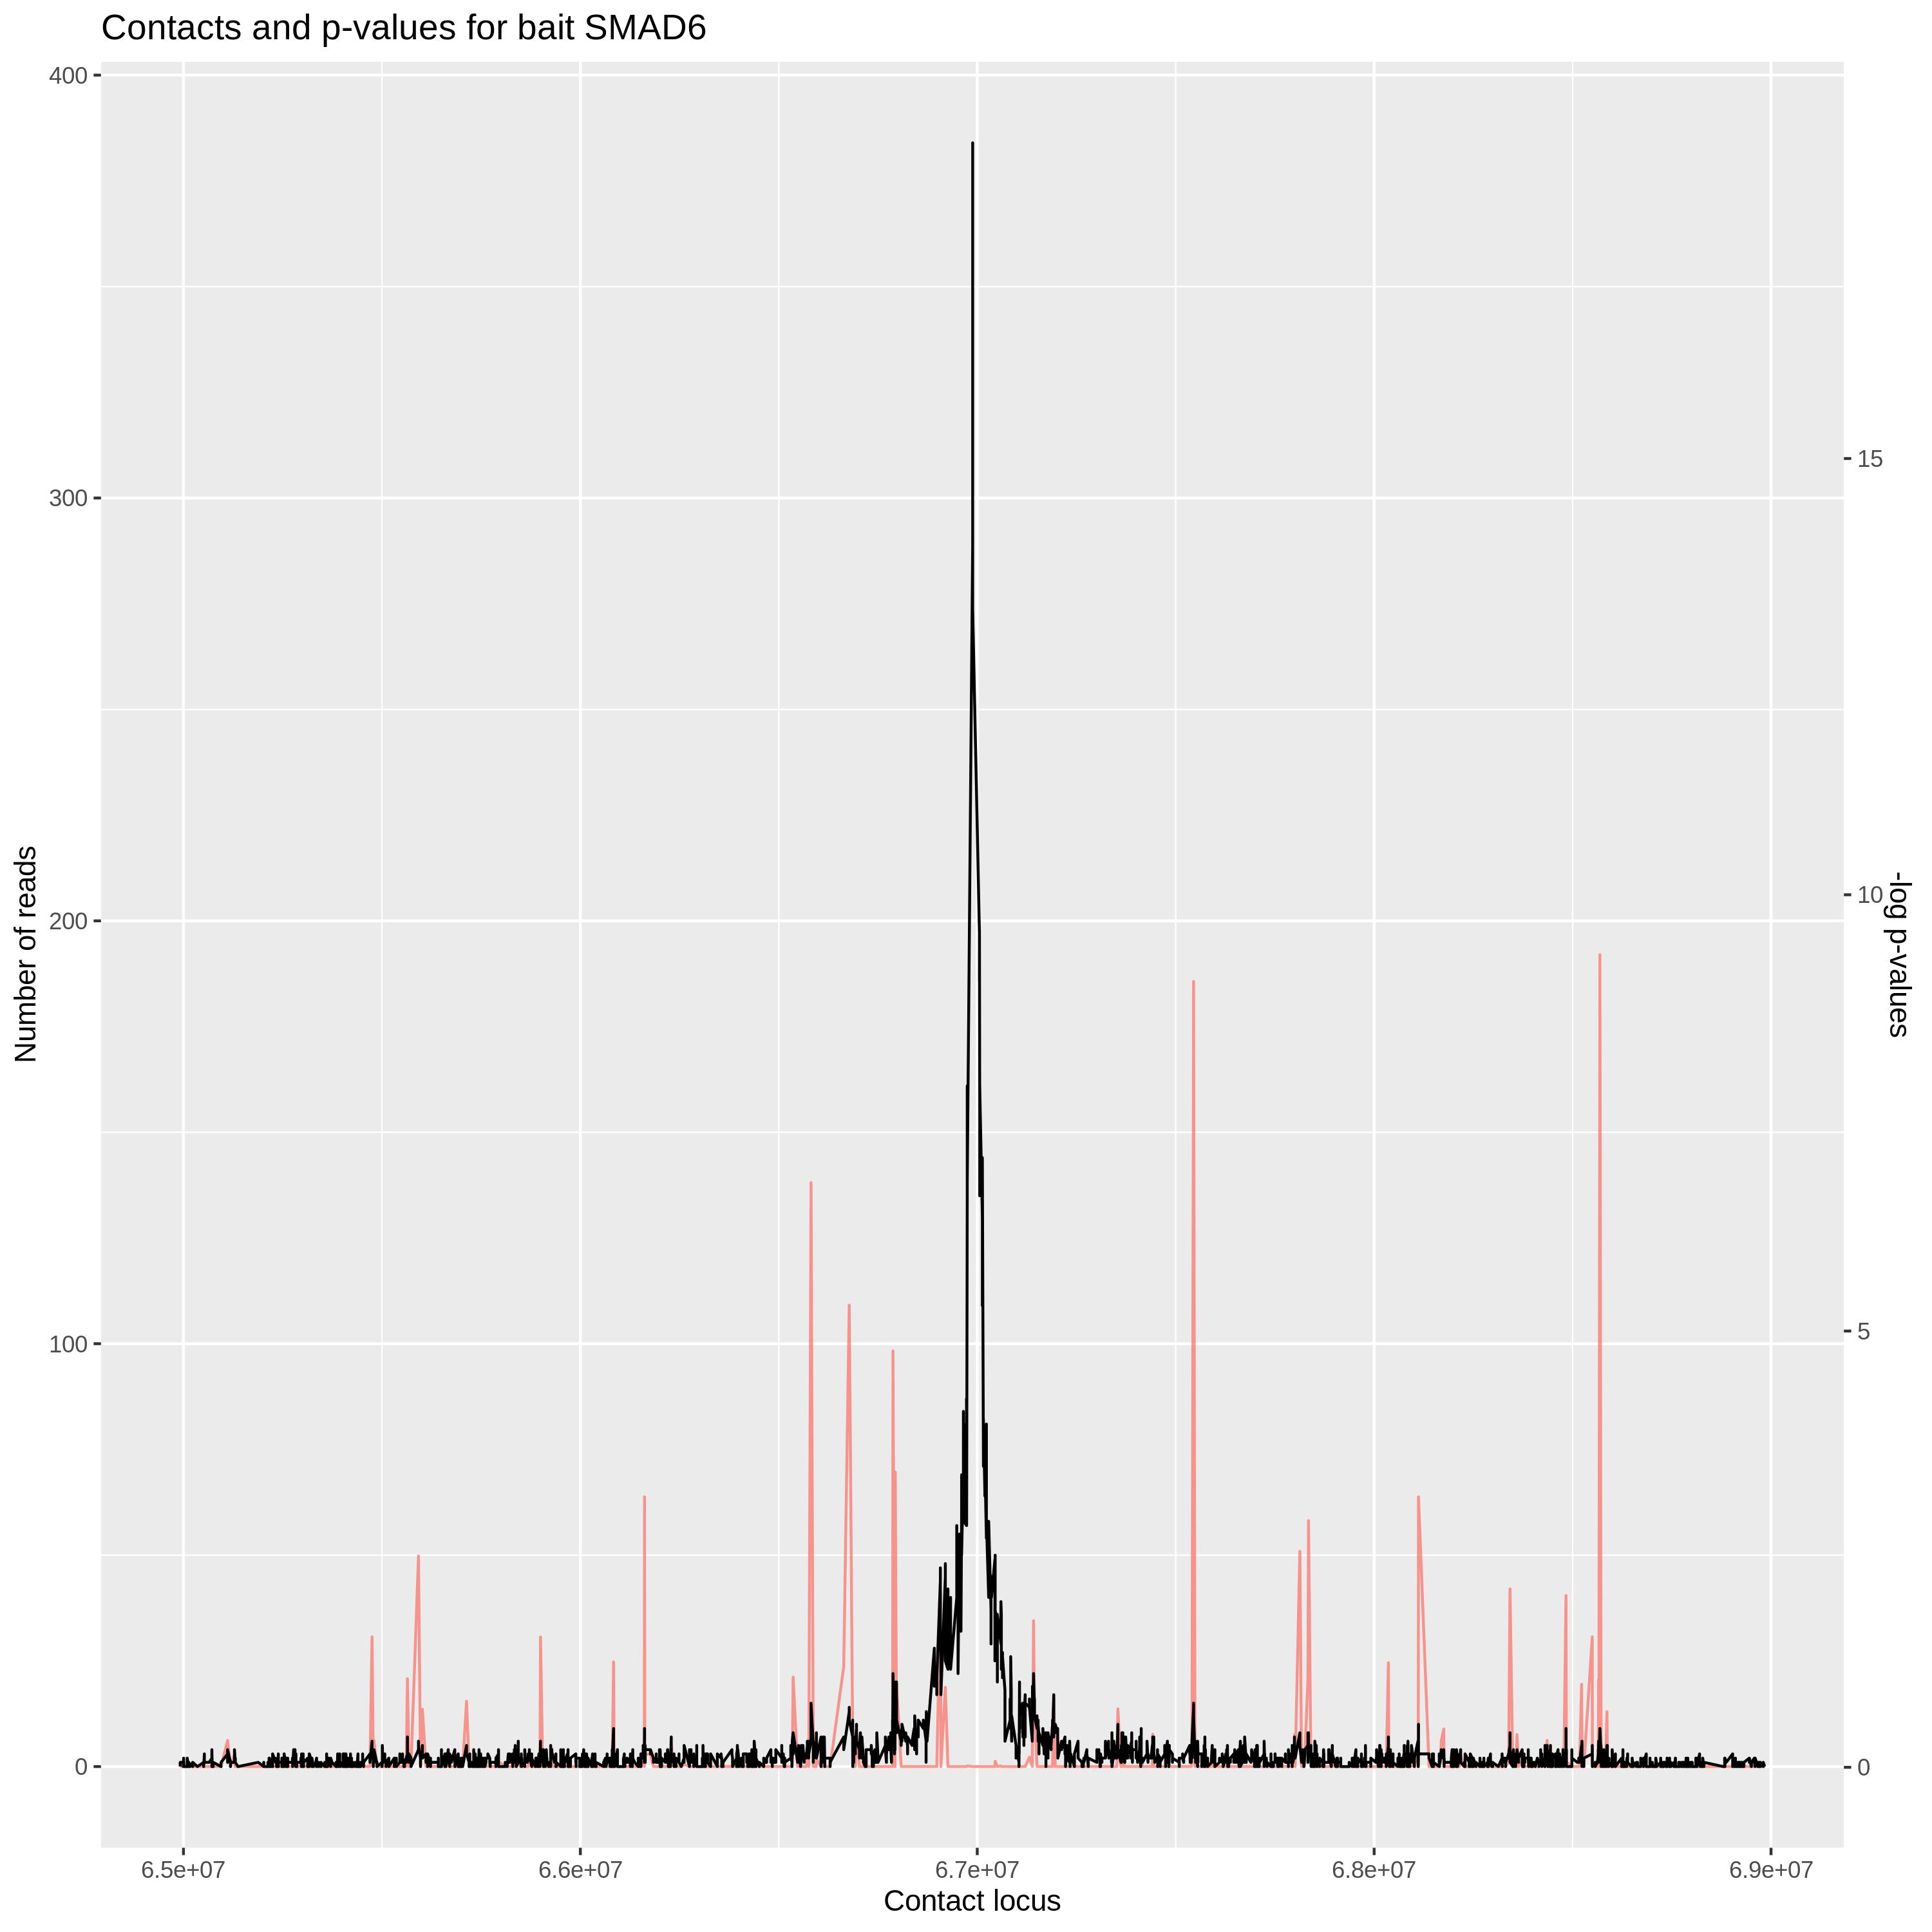 Contacts and p-values for bait SMAD6
400
300
200
100
0
Number of reads
15
10
5
0
-log p-values
6.5e+07
6.6e+07
6.7e+07
6.8e+07
6.9e+07
Contact locus